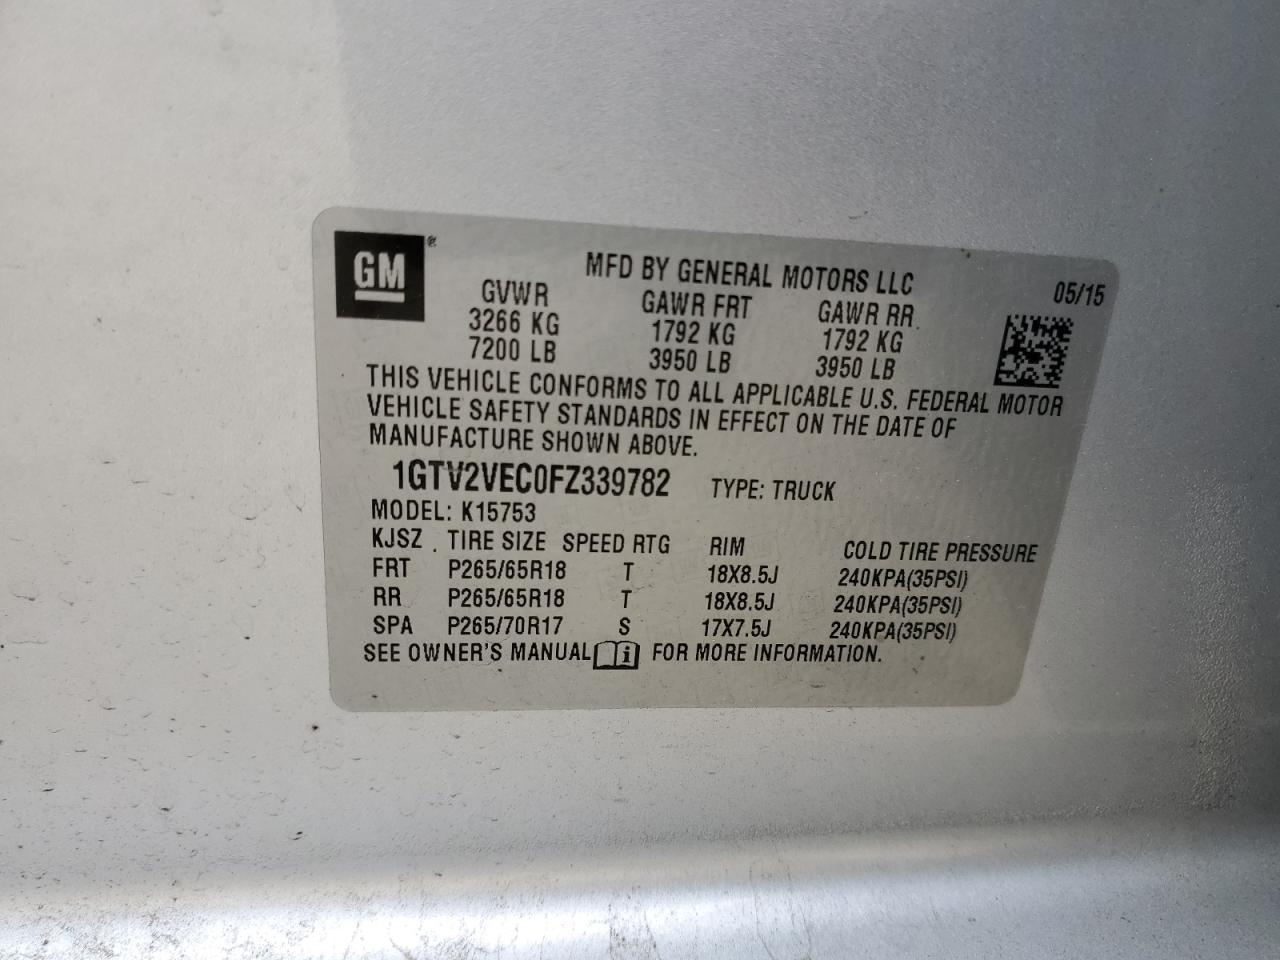 GM®
MFD BY GENERAL MOTORS LLC 05/15
GVWR GAWR FRT GAWR RR
3266 KG 1792 KG 1792 KG
7200 LB 3950 LB 3950 LB
THIS VEHICLE CONFORMS TO ALL APPLICABLE U.S. FEDERAL MOTOR
VEHICLE SAFETY STANDARDS IN EFFECT ON THE DATE OF
MANUFACTURE SHOWN ABOVE.
1GTV2VEC0FZ339782 TYPE: TRUCK
MODEL: K15753
KJSZ TIRE SIZE SPEED RTG RIM COLD TIRE PRESSURE
FRT P265/65R18 T 18X8.5J 240KPA(35PSI)
RR P265/65R18 T 18X8.5J 240KPA(35PSI)
SPA P265/70R17 S 17X7.5J 240KPA(35PSI)
SEE OWNER'S MANUAL i FOR MORE INFORMATION.